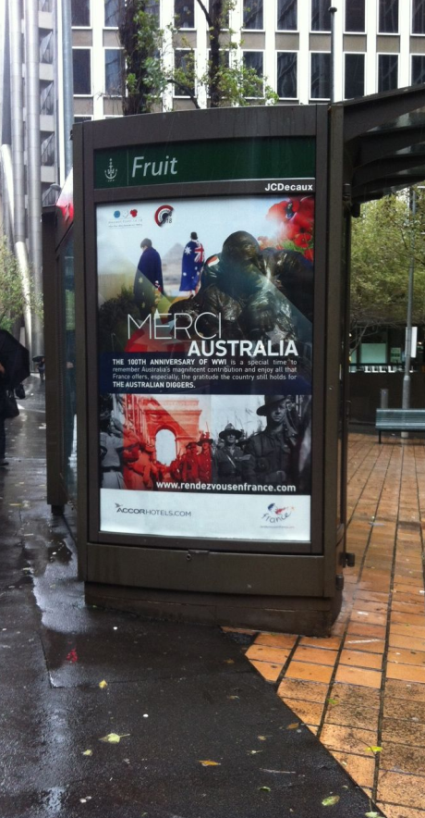 Fruit
JCDecaux
MERCI
AUSTRALIA
THE 100TH ANNIVERSARY OF WWI is a special time to
remember Australia's magnificent contribution and enjoy all that
France offers, especially, the gratitude the country still holds for
THE AUSTRALIAN DIGGERS.
www.rendezvousenfrance.com
ACCORHOTELS.COM
france